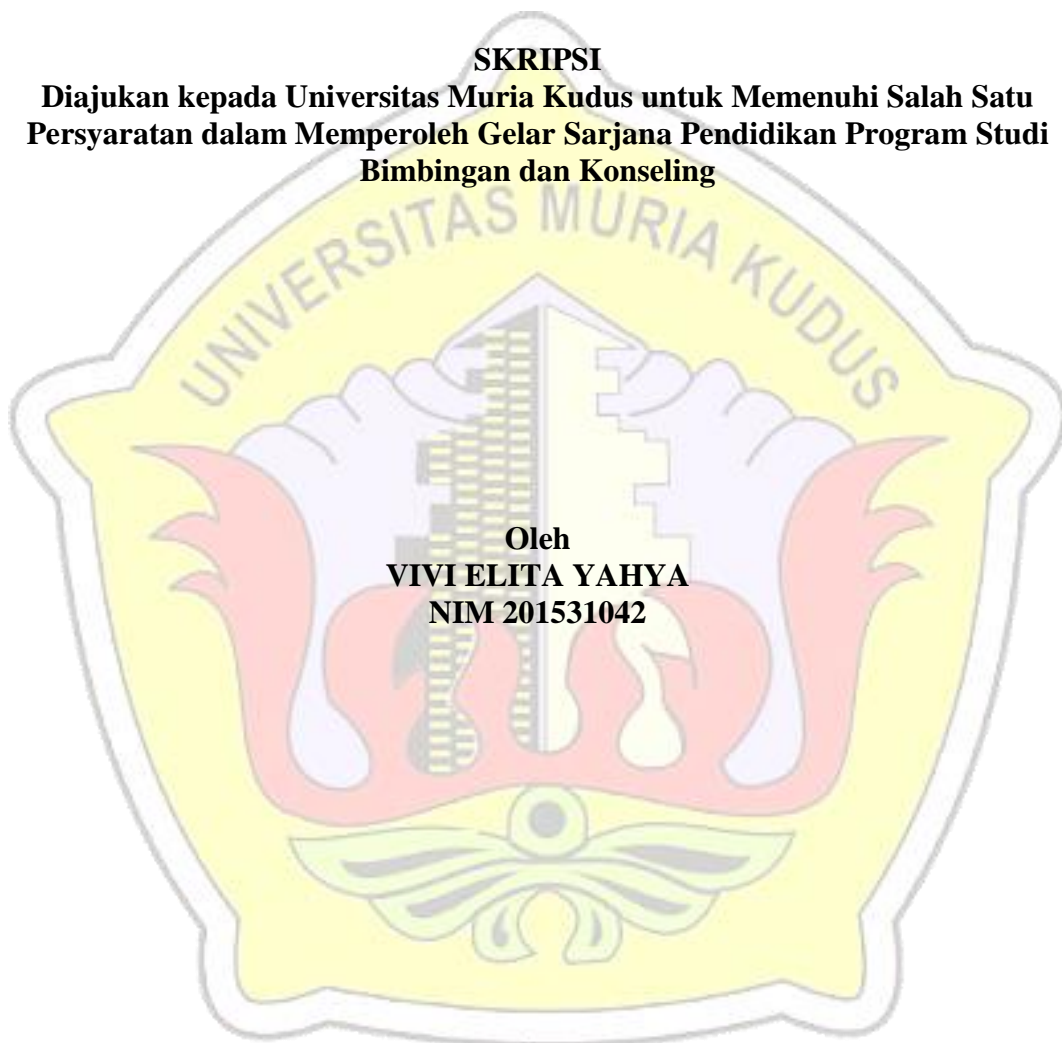 SKRIPSI
Diajukan kepada Universitas Muria Kudus untuk Memenuhi Salah Satu
Persyaratan dalam Memperoleh Gelar Sarjana Pendidikan Program Studi
Bimbingan dan Konseling
UNIVERSITAS MURIA KUDUS
Oleh
VIVI ELITA YAHYA
NIM 201531042